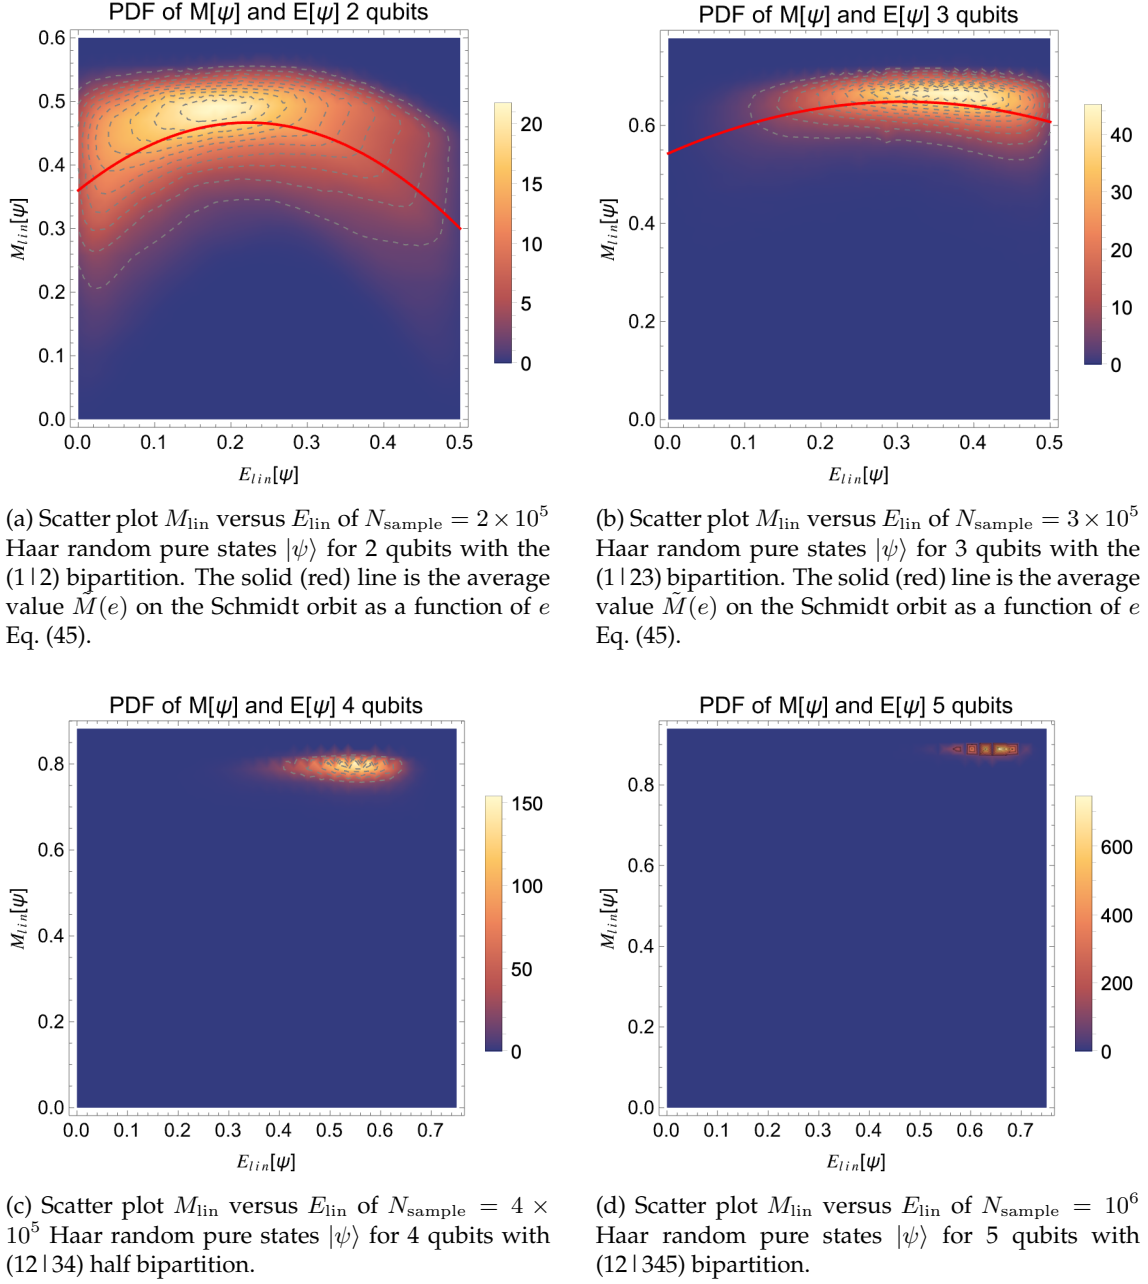 PDF of M[ψ] and E[ψ] 2 qubits
0.6
0.5
0.4
0.3
0.2
0.1
0.0
M_lin[ψ]
0.0 0.1 0.2 0.3 0.4 0.5
E_lin[ψ]
20
15
10
5
0
(a) Scatter plot M_lin versus E_lin of N_sample = 2 × 10^5
Haar random pure states |ψ⟩ for 2 qubits with the
(1|2) bipartition. The solid (red) line is the average
value M̃(e) on the Schmidt orbit as a function of e
Eq. (45).
PDF of M[ψ] and E[ψ] 3 qubits
0.6
0.4
0.2
0.0
M_lin[ψ]
0.0 0.1 0.2 0.3 0.4 0.5
E_lin[ψ]
40
30
20
10
0
(b) Scatter plot M_lin versus E_lin of N_sample = 3 × 10^5
Haar random pure states |ψ⟩ for 3 qubits with the
(1|23) bipartition. The solid (red) line is the average
value M̃(e) on the Schmidt orbit as a function of e
Eq. (45).
PDF of M[ψ] and E[ψ] 4 qubits
0.8
0.6
0.4
0.2
0.0
M_lin[ψ]
0.0 0.1 0.2 0.3 0.4 0.5 0.6 0.7
E_lin[ψ]
150
100
50
0
(c) Scatter plot M_lin versus E_lin of N_sample = 4 ×
10^5 Haar random pure states |ψ⟩ for 4 qubits with
(12|34) half bipartition.
PDF of M[ψ] and E[ψ] 5 qubits
0.8
0.6
0.4
0.2
0.0
M_lin[ψ]
0.0 0.1 0.2 0.3 0.4 0.5 0.6 0.7
E_lin[ψ]
600
400
200
0
(d) Scatter plot M_lin versus E_lin of N_sample = 10^6
Haar random pure states |ψ⟩ for 5 qubits with
(12|345) bipartition.